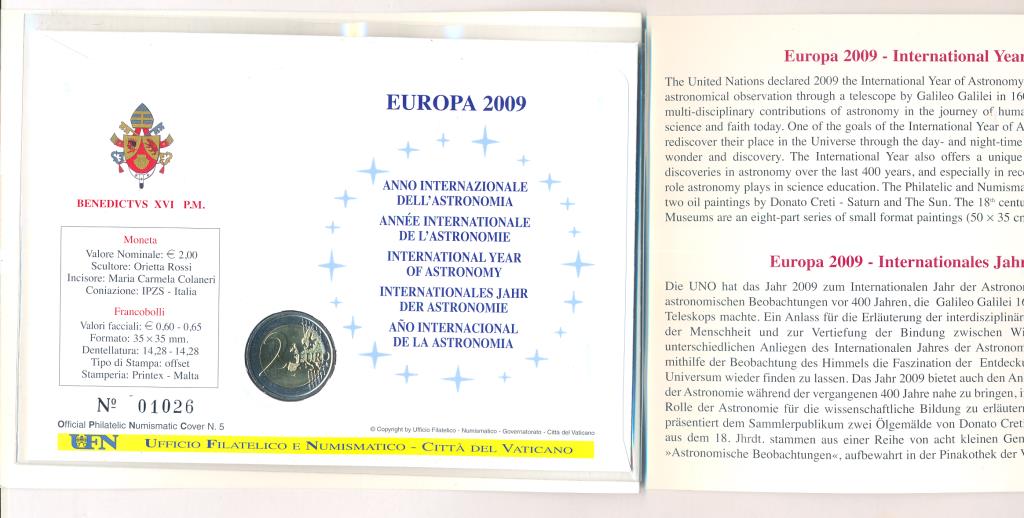 EUROPA 2009
BENEDICTVS XVI P.M.
Moneta
Valore Nominale: € 2,00
Scultore: Orietta Rossi
Incisore: Maria Carmela Colaneri
Coniazione: IPZS - Italia
Francobolli
Valori facciali: € 0,60 - 0,65
Formato: 35 × 35 mm.
Dentellatura: 14,28 - 14,28
Tipo di Stampa: offset
Stamperia: Printex - Malta
Nº 01026
Official Philatelic Numismatic Cover N. 5
ANNO INTERNAZIONALE
DELL'ASTRONOMIA
ANNÉE INTERNATIONALE
DE L'ASTRONOMIE
INTERNATIONAL YEAR
OF ASTRONOMY
INTERNATIONALES JAHR
DER ASTRONOMIE
AÑO INTERNACIONAL
DE LA ASTRONOMIA
2 EURO
© Copyright by Ufficio Filatelico - Numismatico - Governatorato - Città del Vaticano
UFN UFFICIO FILATELICO E NUMISMATICO - CITTÀ DEL VATICANO
Europa 2009 - International Year
The United Nations declared 2009 the International Year of Astronomy
astronomical observation through a telescope by Galileo Galilei in 160
multi-disciplinary contributions of astronomy in the journey of huma
science and faith today. One of the goals of the International Year of A
rediscover their place in the Universe through the day- and night-time
wonder and discovery. The International Year also offers a unique
discoveries in astronomy over the last 400 years, and especially in reco
role astronomy plays in science education. The Philatelic and Numisma
two oil paintings by Donato Creti - Saturn and The Sun. The 18th centu
Museums are an eight-part series of small format paintings (50 × 35 cm
Europa 2009 - Internationales Jahr
Die UNO hat das Jahr 2009 zum Internationalen Jahr der Astrono
astronomischen Beobachtungen vor 400 Jahren, die Galileo Galilei 16
Teleskops machte. Ein Anlass für die Erläuterung der interdisziplinäre
der Menschheit und zur Vertiefung der Bindung zwischen Wi
unterschiedlichen Anliegen des Internationalen Jahres der Astronom
mithilfe der Beobachtung des Himmels die Faszination der Entdecku
Universum wieder finden zu lassen. Das Jahr 2009 bietet auch den An
der Astronomie während der vergangenen 400 Jahre nahe zu bringen, i
Rolle der Astronomie für die wissenschaftliche Bildung zu erläutern
präsentiert dem Sammlerpublikum zwei Ölgemälde von Donato Creti
aus dem 18. Jhrdt. stammen aus einer Reihe von acht kleinen Gem
»Astronomische Beobachtungen«, aufbewahrt in der Pinakothek der V